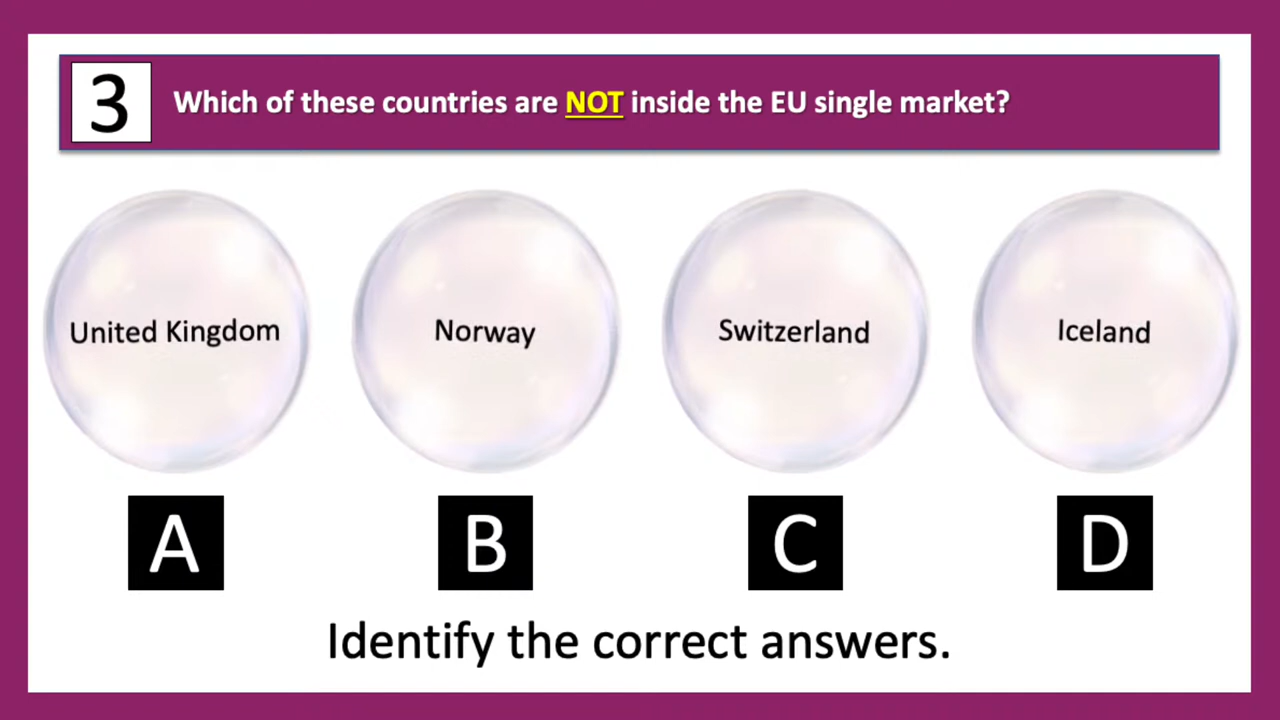 3
Which of these countries are NOT inside the EU single market?
United Kingdom
Norway
Switzerland
Iceland
A
B
C
D
Identify the correct answers.